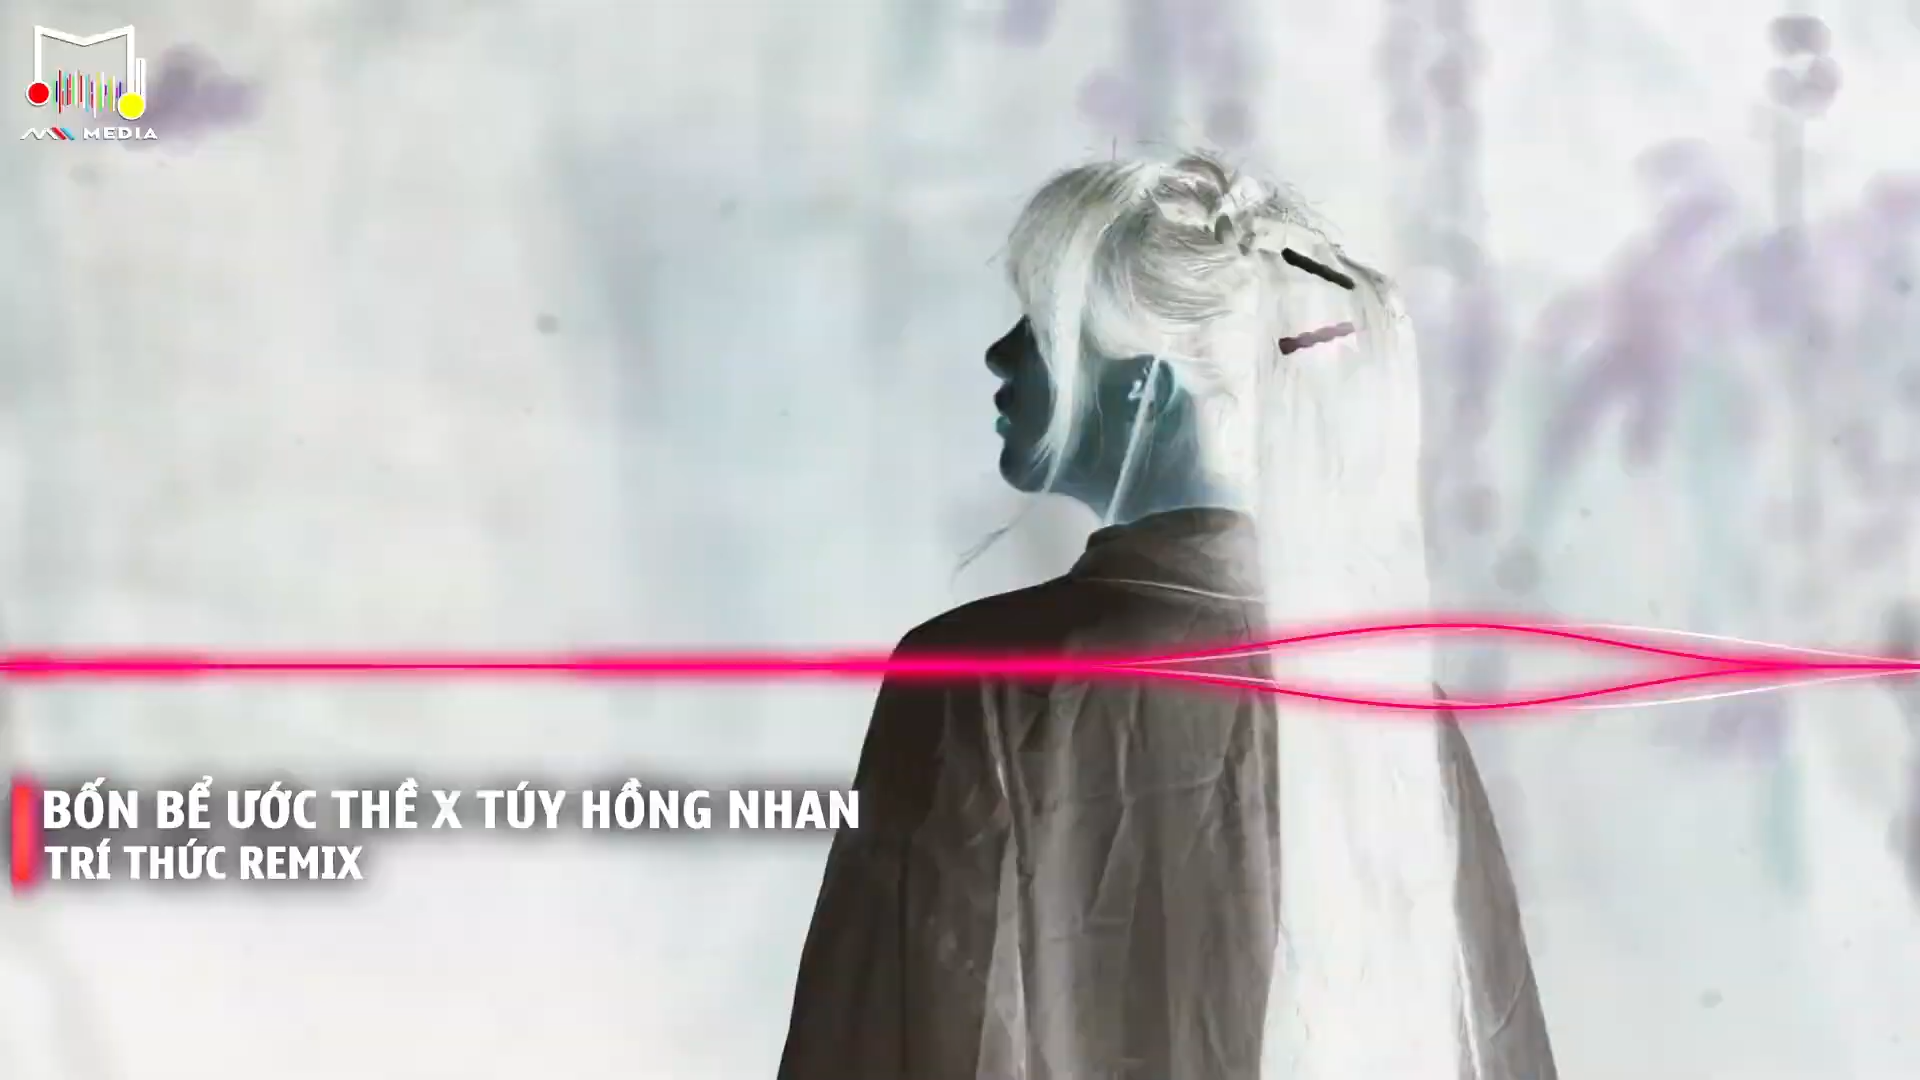 MEDIA
BỐN BỂ ƯỚC THỀ X TÚY HỒNG NHAN
TRÍ THỨC REMIX